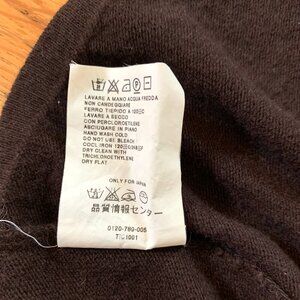 LAVARE A MANO ACQUA FREDDA
NON CANDEGGIARE
FERRO TIEPIDO A 120[
LAVARE A SECCO
CON PERCLOROETILENE
ASCIUGARE IN PIANO
HAND WASH COLD
DO NOT USE BLEACH
COOL IRON 120[
DRY CLEAN WITH
TRICHLOROETHYLENE
DRY FLAT
ONLY FOR JAPAN
品質情報センター
0120-789-005
TIC1001